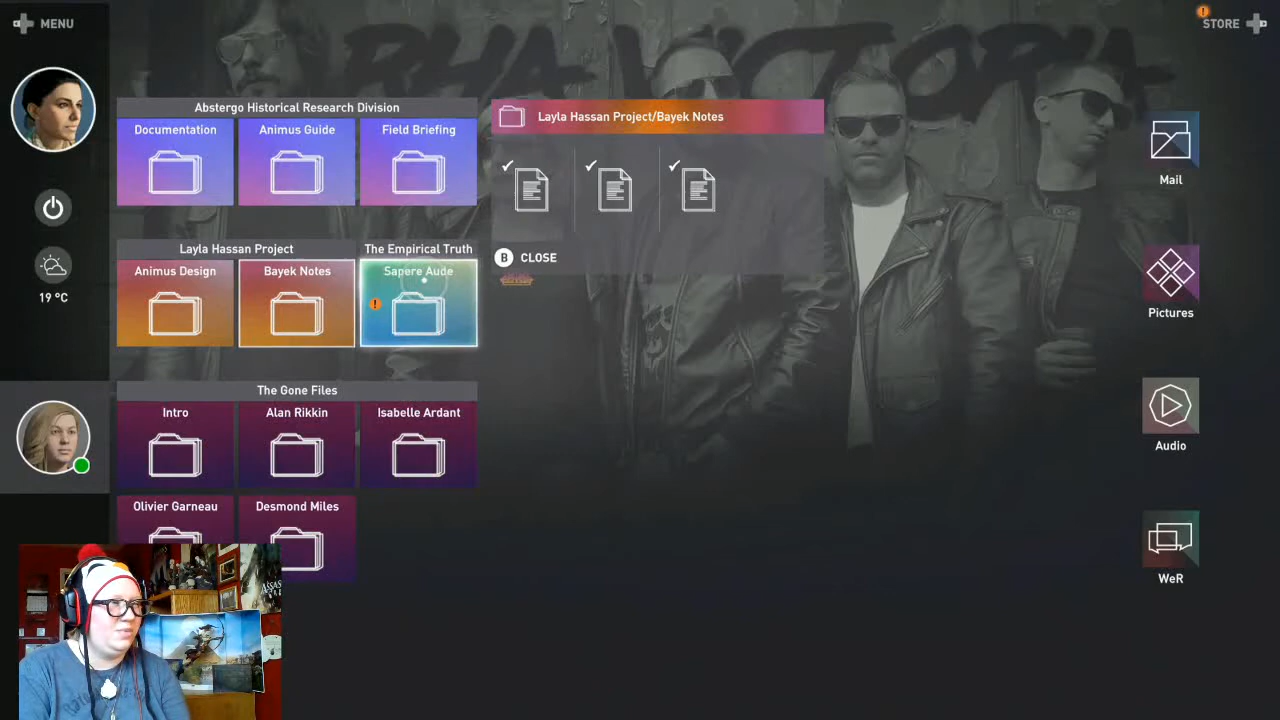 MENU
STORE
RHA VICTORIA
Abstergo Historical Research Division
Documentation
Animus Guide
Field Briefing
Layla Hassan Project/Bayek Notes
Mail
Layla Hassan Project
The Empirical Truth
Animus Design
Bayek Notes
Sapere Aude
B CLOSE
19 °C
Pictures
The Gone Files
Intro
Alan Rikkin
Isabelle Ardant
Audio
Olivier Garneau
Desmond Miles
WeR